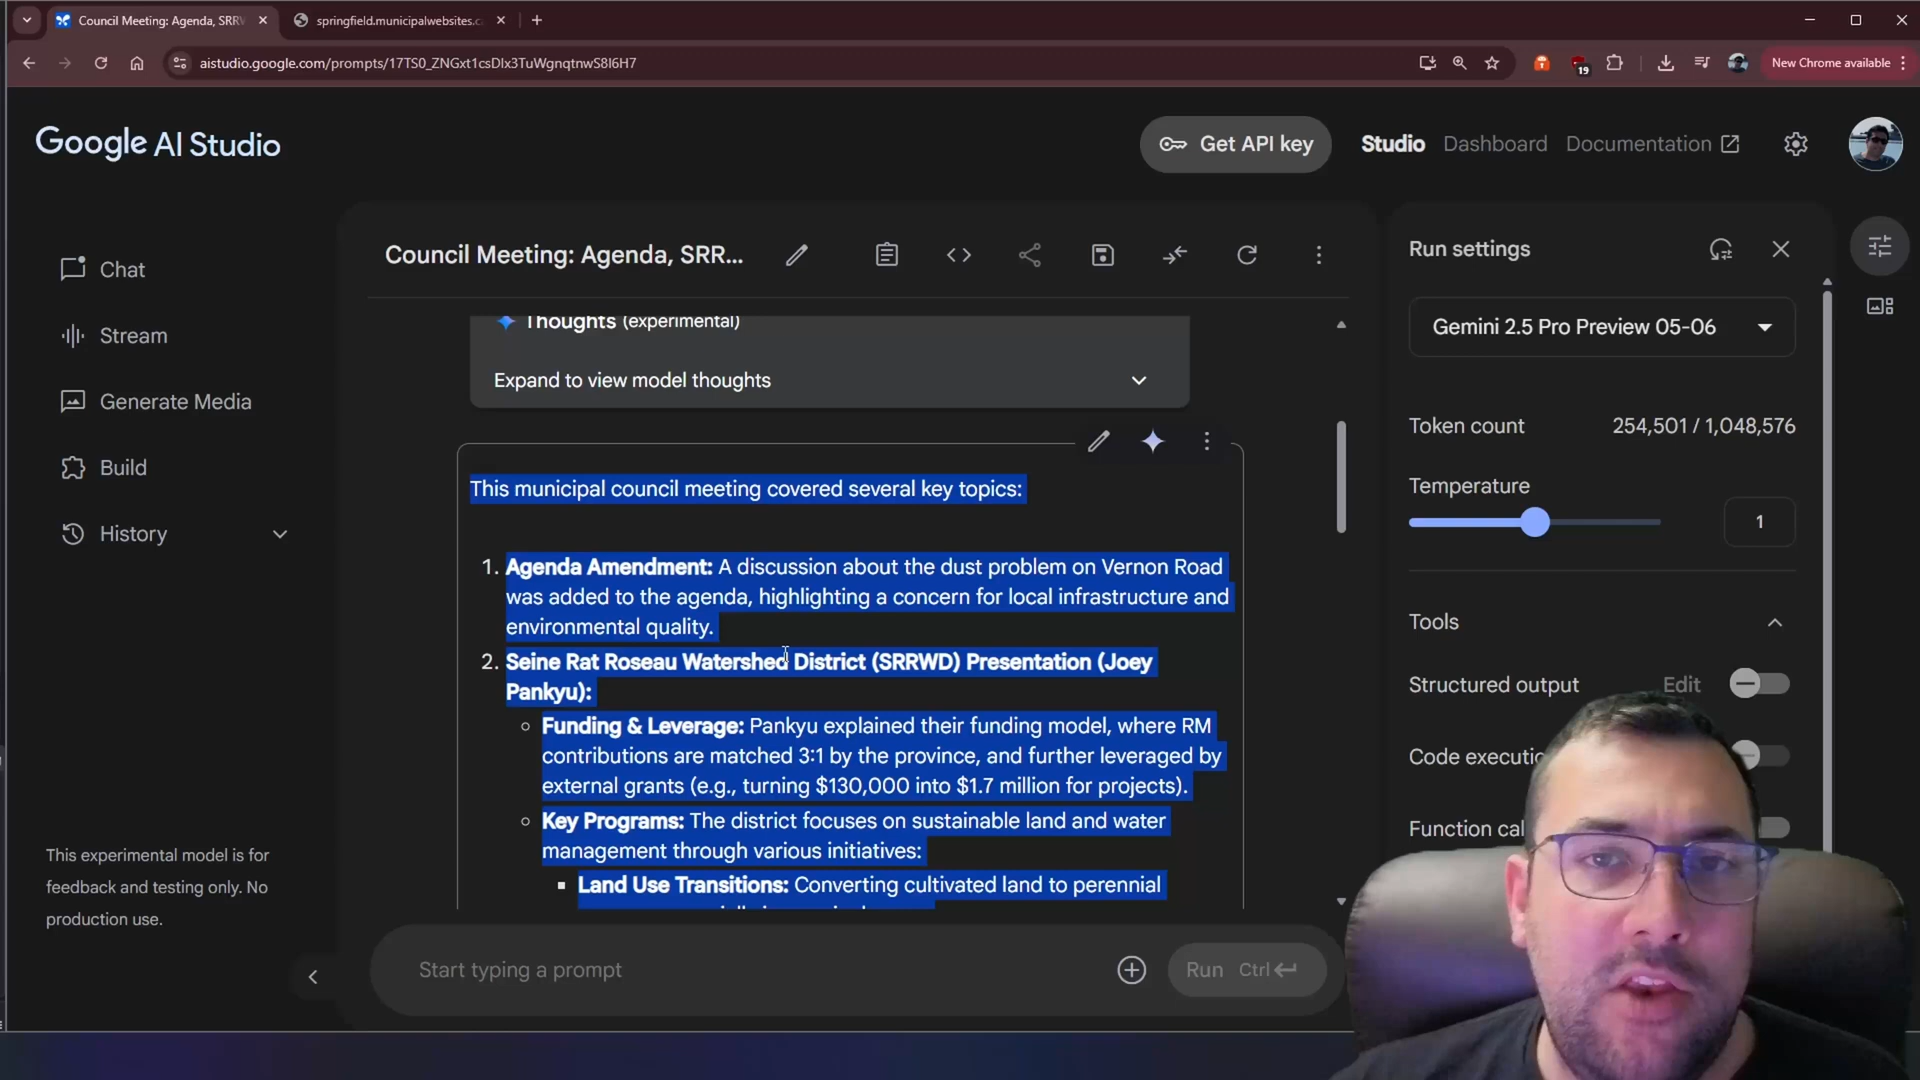 Council Meeting: Agenda, SRRW
springfield.municipalwebsites.c
aistudio.google.com/prompts/17TS0_ZNGxt1csDlx3TuWgnqtnwS8l6H7
19
New Chrome available
Google AI Studio
Get API key
Studio
Dashboard
Documentation
Chat
Stream
Generate Media
Build
History
This experimental model is for
feedback and testing only. No
production use.
Council Meeting: Agenda, SRR...
Thoughts (experimental)
Expand to view model thoughts
This municipal council meeting covered several key topics:
1. Agenda Amendment: A discussion about the dust problem on Vernon Road
was added to the agenda, highlighting a concern for local infrastructure and
environmental quality.
2. Seine Rat Roseau Watershed District (SRRWD) Presentation (Joey
Pankyu):
Funding & Leverage: Pankyu explained their funding model, where RM
contributions are matched 3:1 by the province, and further leveraged by
external grants (e.g., turning $130,000 into $1.7 million for projects).
Key Programs: The district focuses on sustainable land and water
management through various initiatives:
Land Use Transitions: Converting cultivated land to perennial
Start typing a prompt
Run Ctrl
Run settings
Gemini 2.5 Pro Preview 05-06
Token count 254,501 / 1,048,576
Temperature
1
Tools
Structured output Edit
Code executio
Function cal